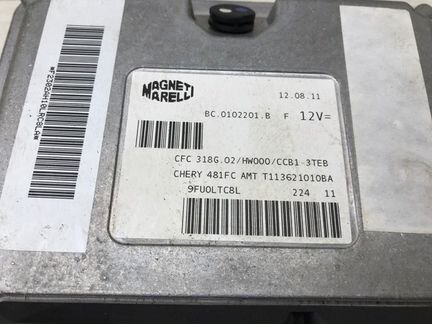 MAGNETI
MARELLI
12.08.11
BC.0102201.B F 12V=
CFC 318G.02/HW000/CCB1-3TEB
CHERY 481FC AMT T113621010BA
9FUOLTC8L 224 11